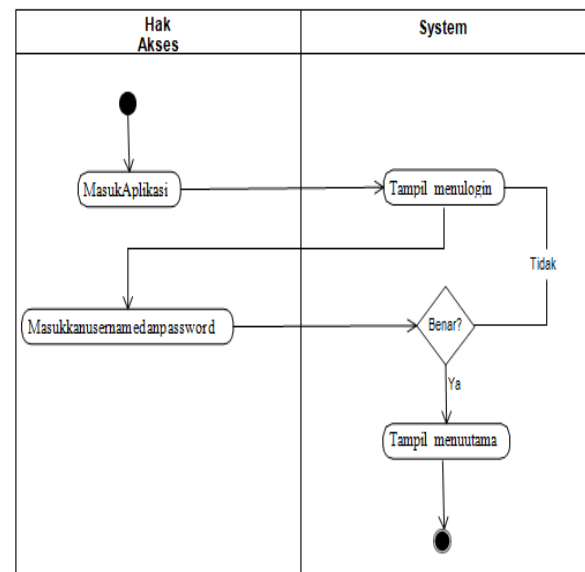 Hak
Akses
System
MasukAplikasi
Tampil menulogin
Tidak
Masukkanusernamedanpassword
Benar?
Ya
Tampil menuutama